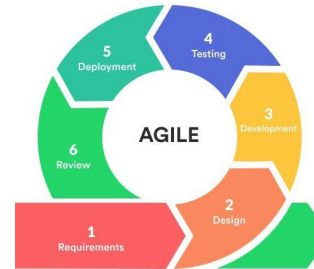 1
Requirements
2
Design
3
Development
4
Testing
5
Deployment
6
Review
AGILE